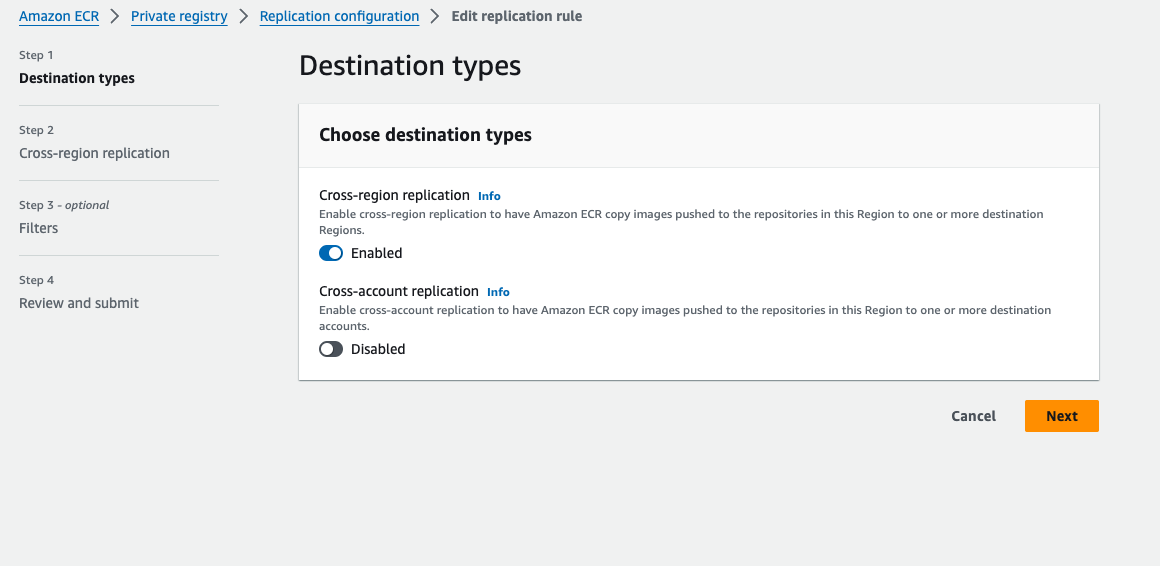 Amazon ECR > Private registry > Replication configuration > Edit replication rule
Step 1
Destination types
Step 2
Cross-region replication
Step 3 - optional
Filters
Step 4
Review and submit
Destination types
Choose destination types
Cross-region replication Info
Enable cross-region replication to have Amazon ECR copy images pushed to the repositories in this Region to one or more destination
Regions.
Enabled
Cross-account replication Info
Enable cross-account replication to have Amazon ECR copy images pushed to the repositories in this Region to one or more destination
accounts.
Disabled
Cancel Next